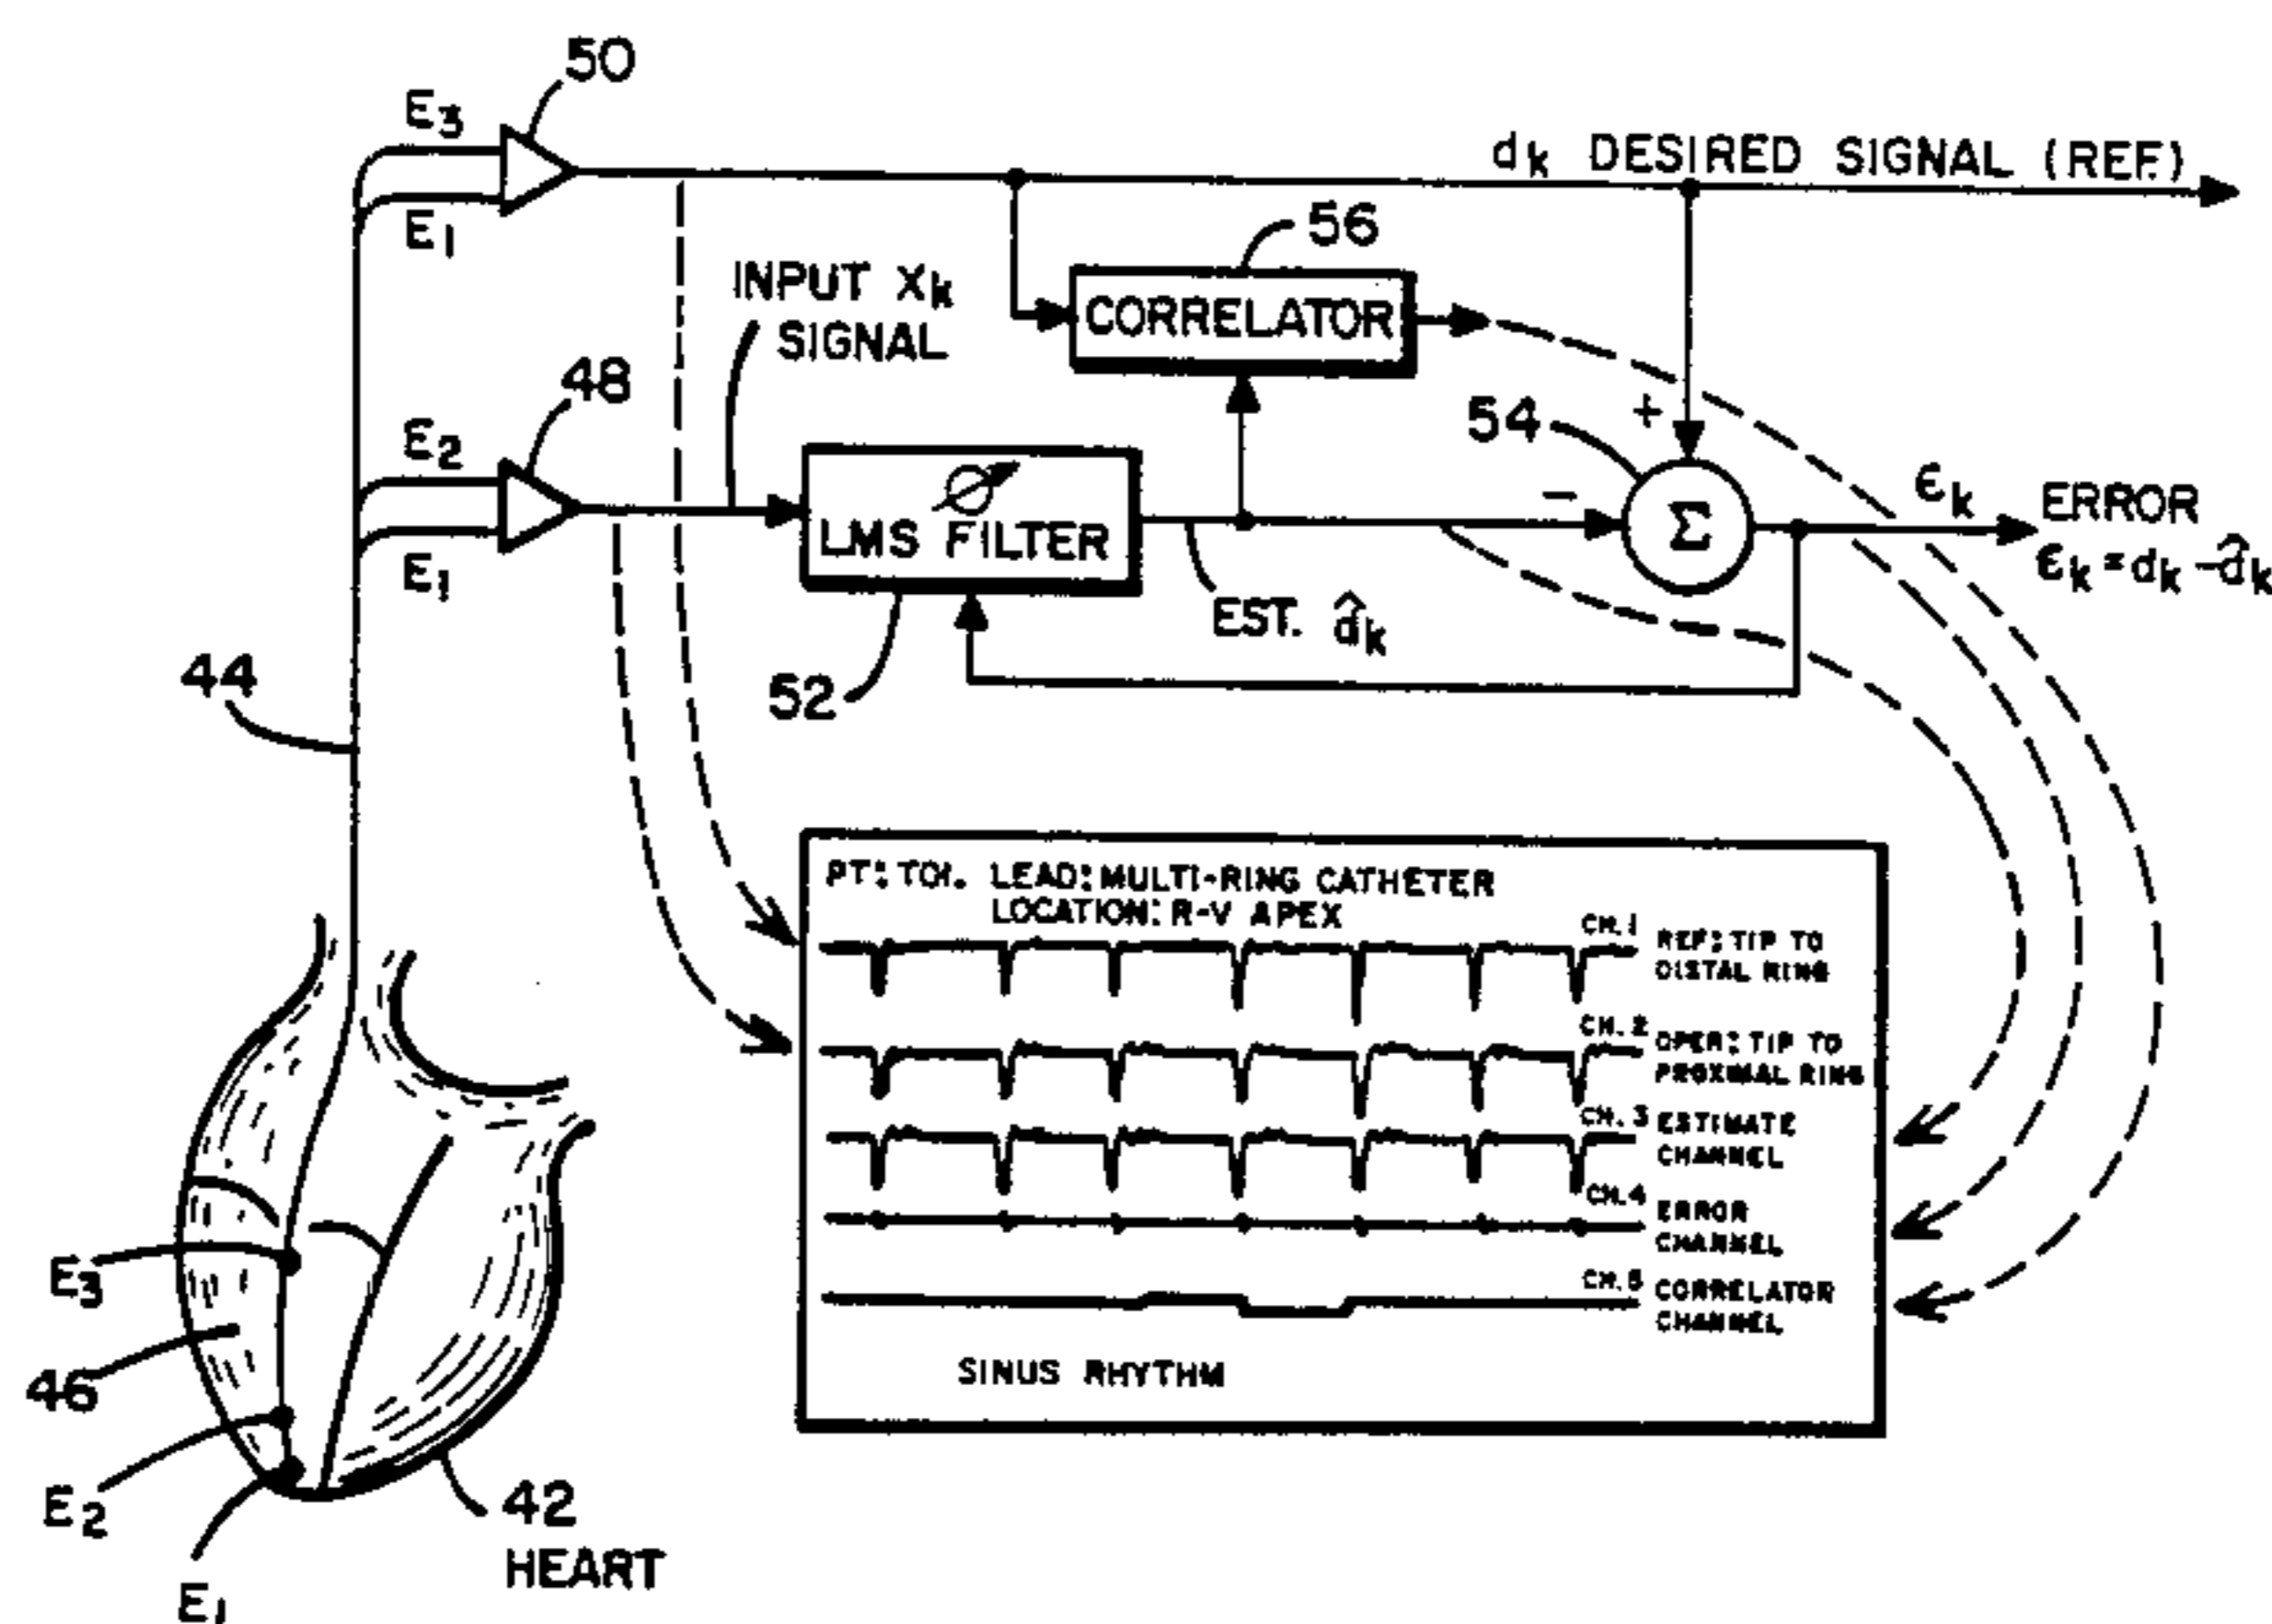 50
E3
E1
dk DESIRED SIGNAL (REF.)
56
INPUT Xk
SIGNAL
CORRELATOR
48
E2
E1
54
+
-
Σ
LMS FILTER
ϵk
ERROR
ϵk = dk - d̂k
EST. d̂k
52
44
PT: TOI. LEAD: MULTI-RING CATHETER
LOCATION: R-V APEX
CH.1 REF: TIP TO
DISTAL RING
CH.2 OPER: TIP TO
PROXIMAL RING
CH.3 ESTIMATE
CHANNEL
CH.4 ERROR
CHANNEL
CH.5 CORRELATOR
CHANNEL
SINUS RHYTHM
E3
46
E2
E1
42
HEART